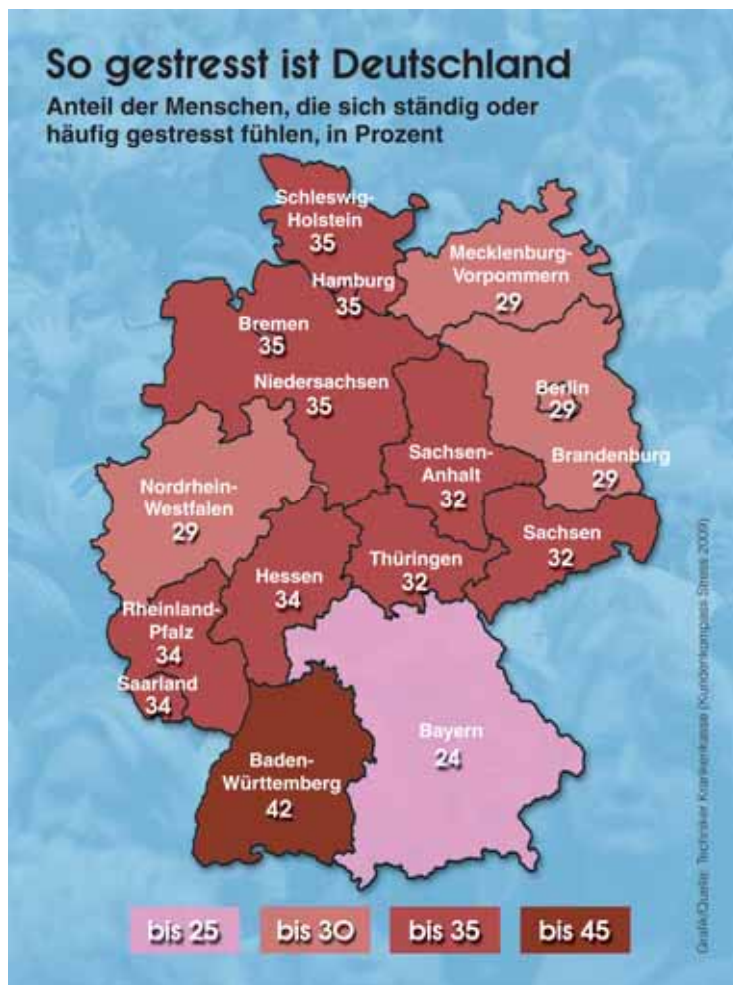 So gestresst ist Deutschland
Anteil der Menschen, die sich ständig oder
häufig gestresst fühlen, in Prozent
Schleswig-
Holstein
35
Mecklenburg-
Vorpommern
29
Hamburg
35
Bremen
35
Niedersachsen
35
Berlin
29
Brandenburg
29
Sachsen-
Anhalt
32
Nordrhein-
Westfalen
29
Sachsen
32
Thüringen
32
Hessen
34
Rheinland-
Pfalz
34
Saarland
34
Bayern
24
Baden-
Württemberg
42
bis 25
bis 30
bis 35
bis 45
Grafik/Quelle: Techniker Krankenkasse (Kundenkompass Stress 2009)